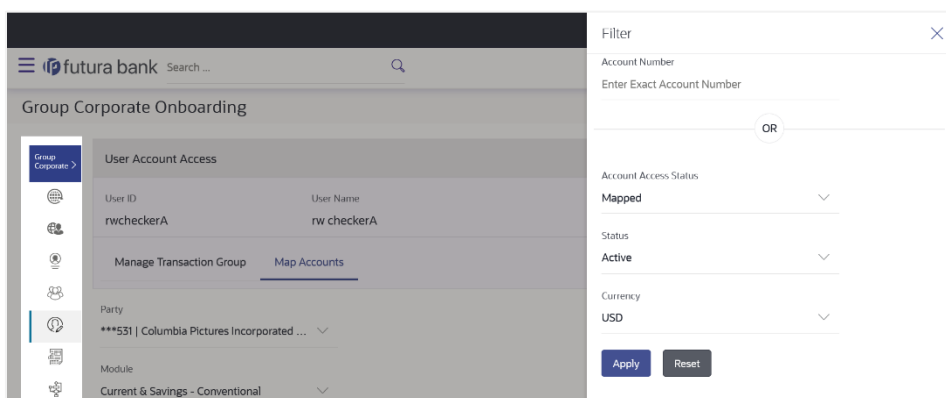 Filter
Account Number
Enter Exact Account Number
OR
Account Access Status
Mapped
Status
Active
Currency
USD
Apply Reset
futura bank Search ...
Group Corporate Onboarding
Group
Corporate >
User Account Access
User ID User Name
rwcheckerA rw checkerA
Manage Transaction Group Map Accounts
Party
***531 | Columbia Pictures Incorporated ...
Module
Current & Savings - Conventional